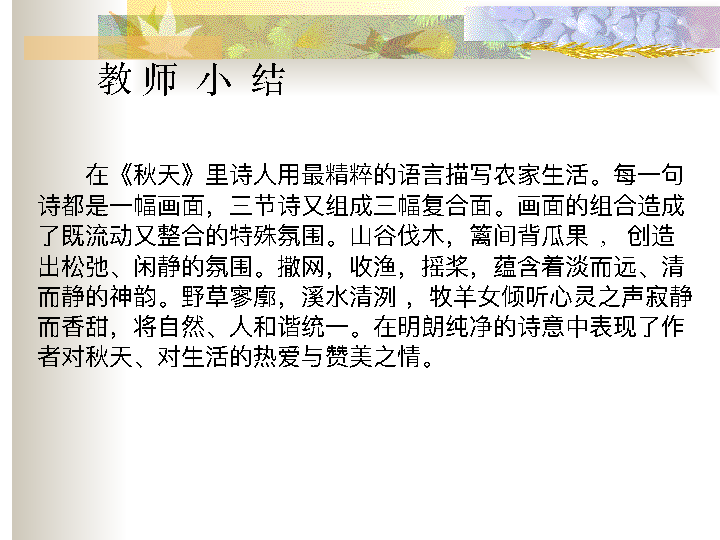 教 师 小 结
在《秋天》里诗人用最精粹的语言描写农家生活。每一句
诗都是一幅画面，三节诗又组成三幅复合面。画面的组合造成
了既流动又整合的特殊氛围。山谷伐木，篱间背瓜果 ， 创造
出松弛、闲静的氛围。撤网，收渔，摇桨，蕴含着淡而远、清
而静的神韵。野草寥廓，溪水清洌 ，牧羊女倾听心灵之声寂静
而香甜，将自然、人和谐统一。在明朗纯净的诗意中表现了作
者对秋天、对生活的热爱与赞美之情。